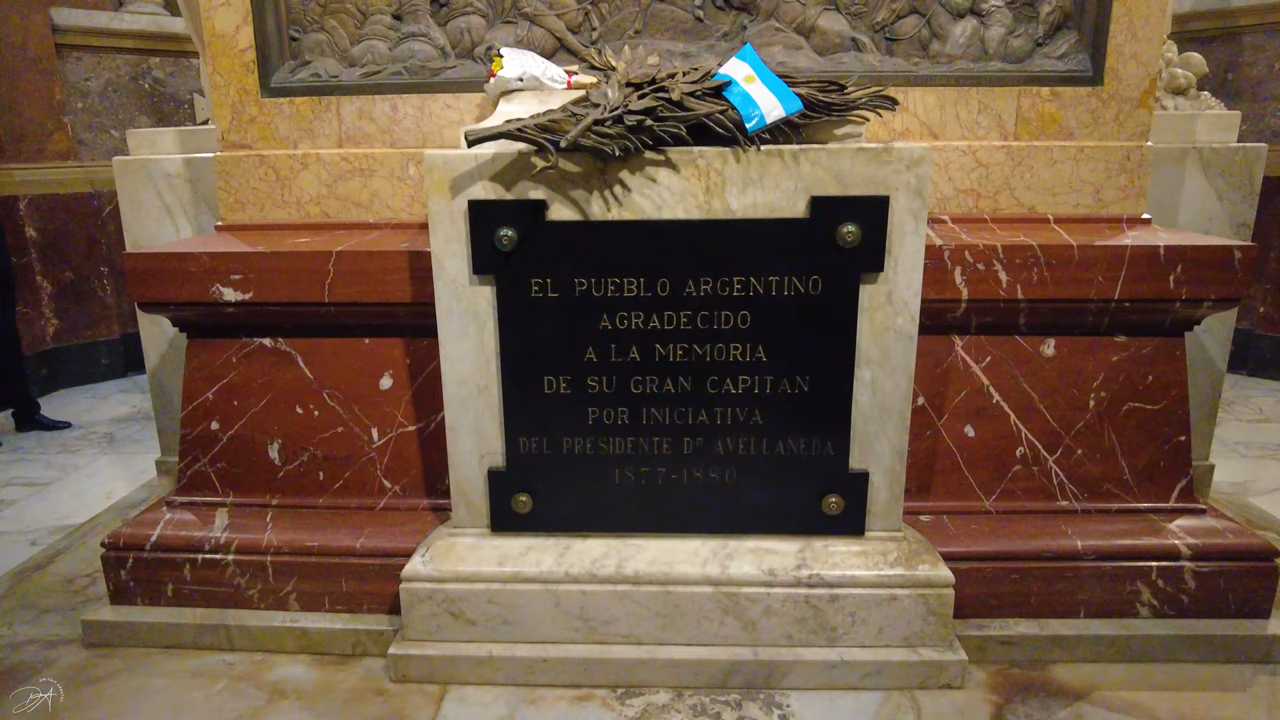 EL PUEBLO ARGENTINO
AGRADECIDO
A LA MEMORIA
DE SU GRAN CAPITAN
POR INICIATIVA
DEL PRESIDENTE Dᴿ AVELLANEDA
1877-1880